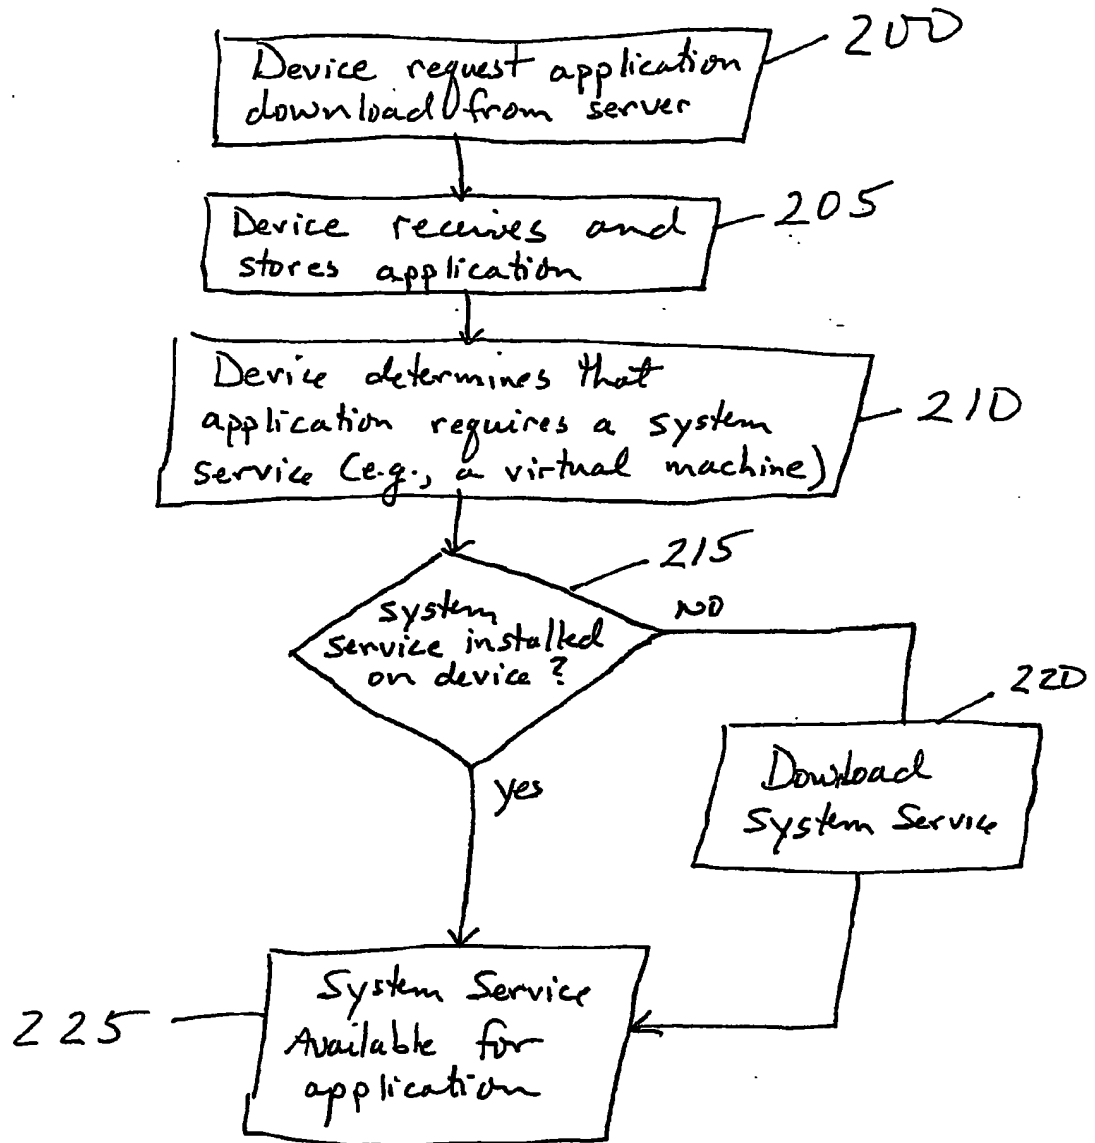 200
Device request application
download from server
205
Device receives and
stores application
Device determines that
application requires a system
service (e.g., a virtual machine)
210
215
system
service installed
on device?
NO
220
yes
Download
System Service
System Service
Available for
application
225